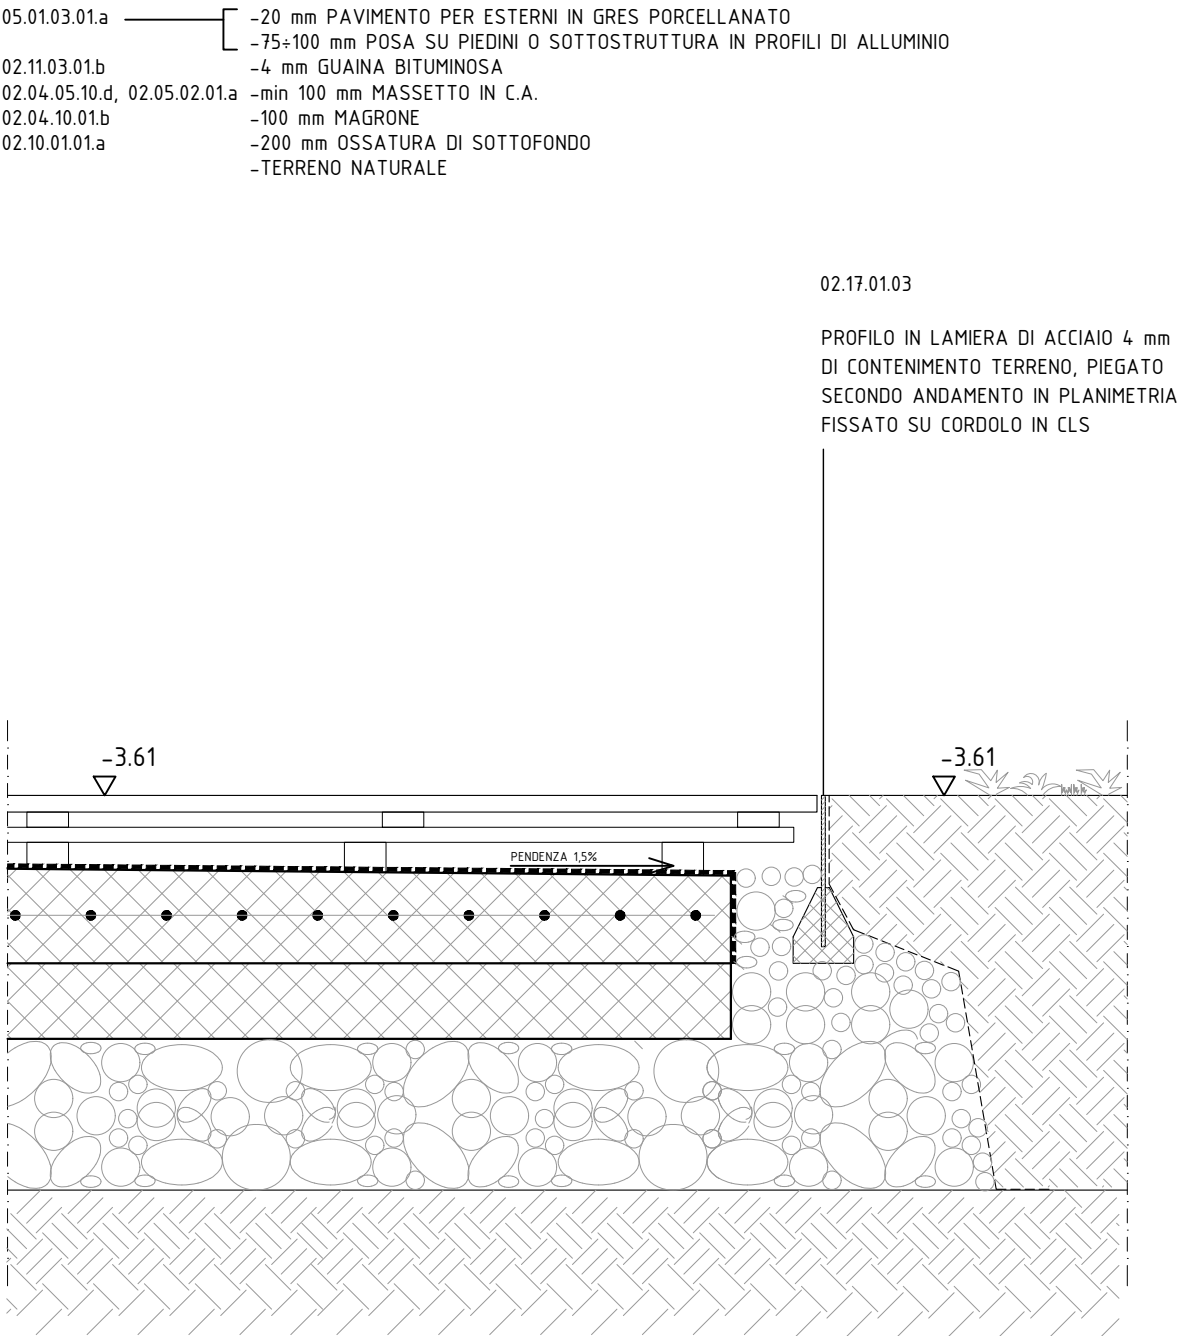 05.01.03.01.a -20 mm PAVIMENTO PER ESTERNI IN GRES PORCELLANATO
-75÷100 mm POSA SU PIEDINI O SOTTOSTRUTTURA IN PROFILI DI ALLUMINIO
02.11.03.01.b -4 mm GUAINA BITUMINOSA
02.04.05.10.d, 02.05.02.01.a -min 100 mm MASSETTO IN C.A.
02.04.10.01.b -100 mm MAGRONE
02.10.01.01.a -200 mm OSSATURA DI SOTTOFONDO
-TERRENO NATURALE
02.17.01.03
PROFILO IN LAMIERA DI ACCIAIO 4 mm
DI CONTENIMENTO TERRENO, PIEGATO
SECONDO ANDAMENTO IN PLANIMETRIA
FISSATO SU CORDOLO IN CLS
-3.61 -3.61
PENDENZA 1,5%